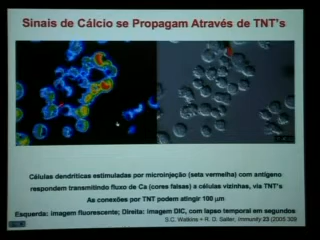 Sinais de Cálcio se Propagam Através de TNT's
Células dendríticas estimuladas por microinjeção (seta vermelha) com antígeno
respondem transmitindo fluxo de Ca (cores falsas) a células vizinhas, via TNT's
As conexões por TNT podem atingir 100 µm
Esquerda: imagem fluorescente; Direita: imagem DIC, com lapso temporal em segundos
S.C. Watkins + R. D. Salter, Immunity 23 (2005 309